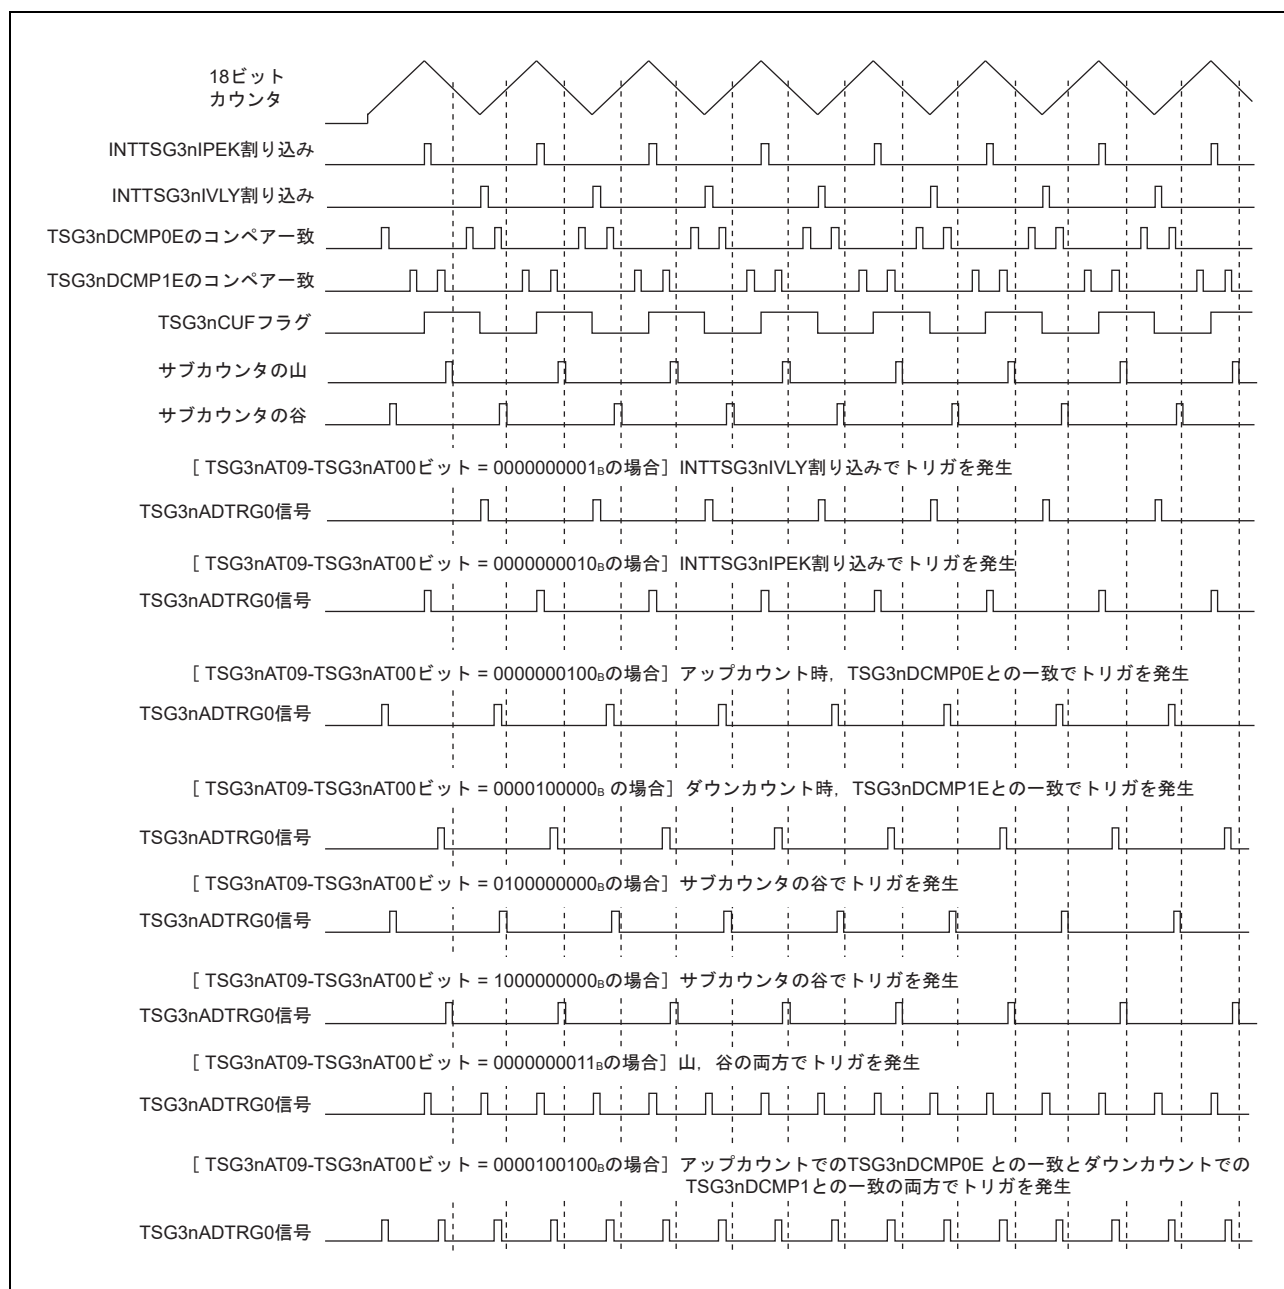 18ビット
カウンタ
INTTSG3nIPEK割り込み
INTTSG3nIVLY割り込み
TSG3nDCMP0Eのコンペア一致
TSG3nDCMP1Eのコンペア一致
TSG3nCUFフラグ
サブカウンタの山
サブカウンタの谷
[ TSG3nAT09-TSG3nAT00ビット = 0000000001Bの場合] INTTSG3nIVLY割り込みでトリガを発生
TSG3nADTRG0信号
[ TSG3nAT09-TSG3nAT00ビット = 0000000010Bの場合] INTTSG3nIPEK割り込みでトリガを発生
TSG3nADTRG0信号
[ TSG3nAT09-TSG3nAT00ビット = 0000000100Bの場合] アップカウント時，TSG3nDCMP0Eとの一致でトリガを発生
TSG3nADTRG0信号
[ TSG3nAT09-TSG3nAT00ビット = 0000100000B の場合] ダウンカウント時，TSG3nDCMP1Eとの一致でトリガを発生
TSG3nADTRG0信号
[ TSG3nAT09-TSG3nAT00ビット = 0100000000Bの場合] サブカウンタの谷でトリガを発生
TSG3nADTRG0信号
[ TSG3nAT09-TSG3nAT00ビット = 1000000000Bの場合] サブカウンタの谷でトリガを発生
TSG3nADTRG0信号
[ TSG3nAT09-TSG3nAT00ビット = 0000000011Bの場合] 山，谷の両方でトリガを発生
TSG3nADTRG0信号
[ TSG3nAT09-TSG3nAT00ビット = 0000100100Bの場合] アップカウントでのTSG3nDCMP0E との一致とダウンカウントでの
TSG3nDCMP1との一致の両方でトリガを発生
TSG3nADTRG0信号